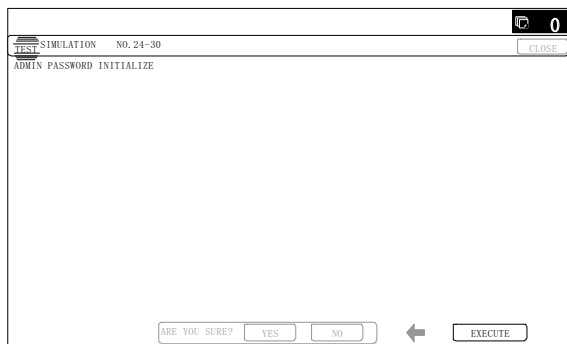 0
TEST SIMULATION NO.24-30 CLOSE
ADMIN PASSWORD INITIALIZE
ARE YOU SURE? YES NO EXECUTE